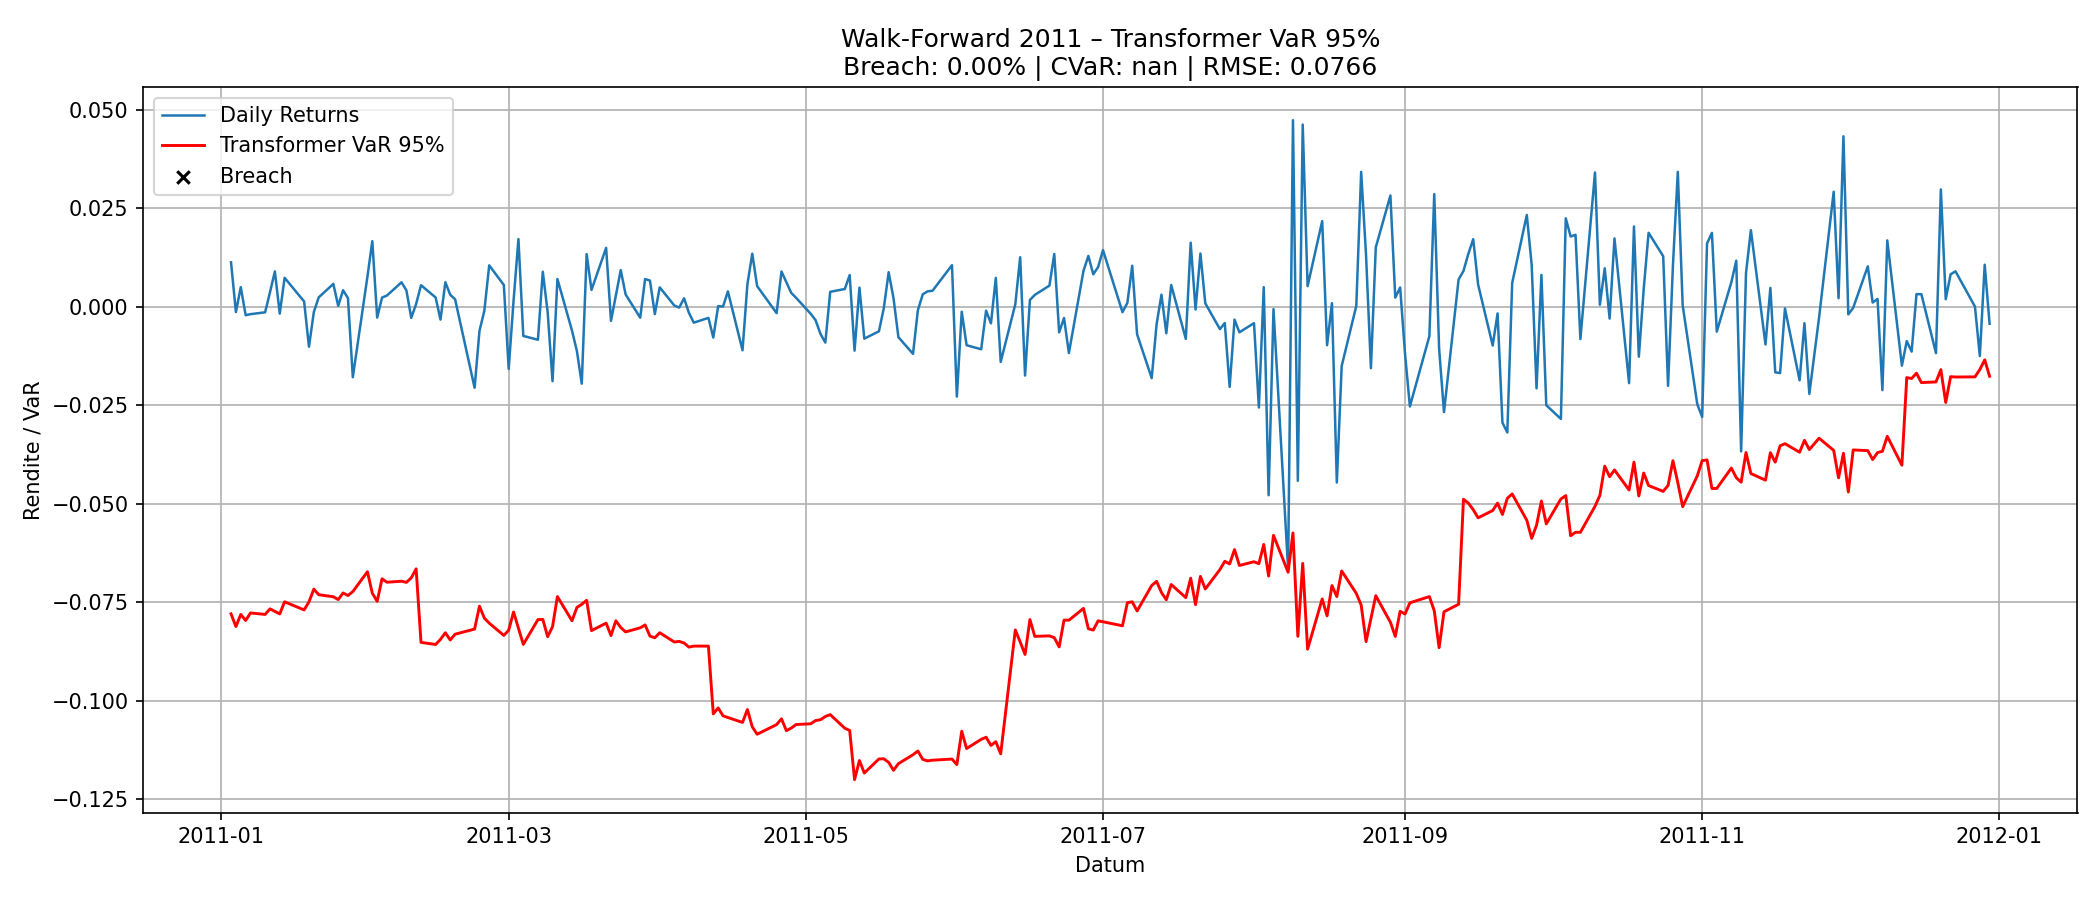 Walk-Forward 2011 – Transformer VaR 95%
Breach: 0.00% | CVaR: nan | RMSE: 0.0766
Daily Returns
Transformer VaR 95%
Breach
Rendite / VaR
0.050
0.025
0.000
−0.025
−0.050
−0.075
−0.100
−0.125
2011-01
2011-03
2011-05
2011-07
2011-09
2011-11
2012-01
Datum